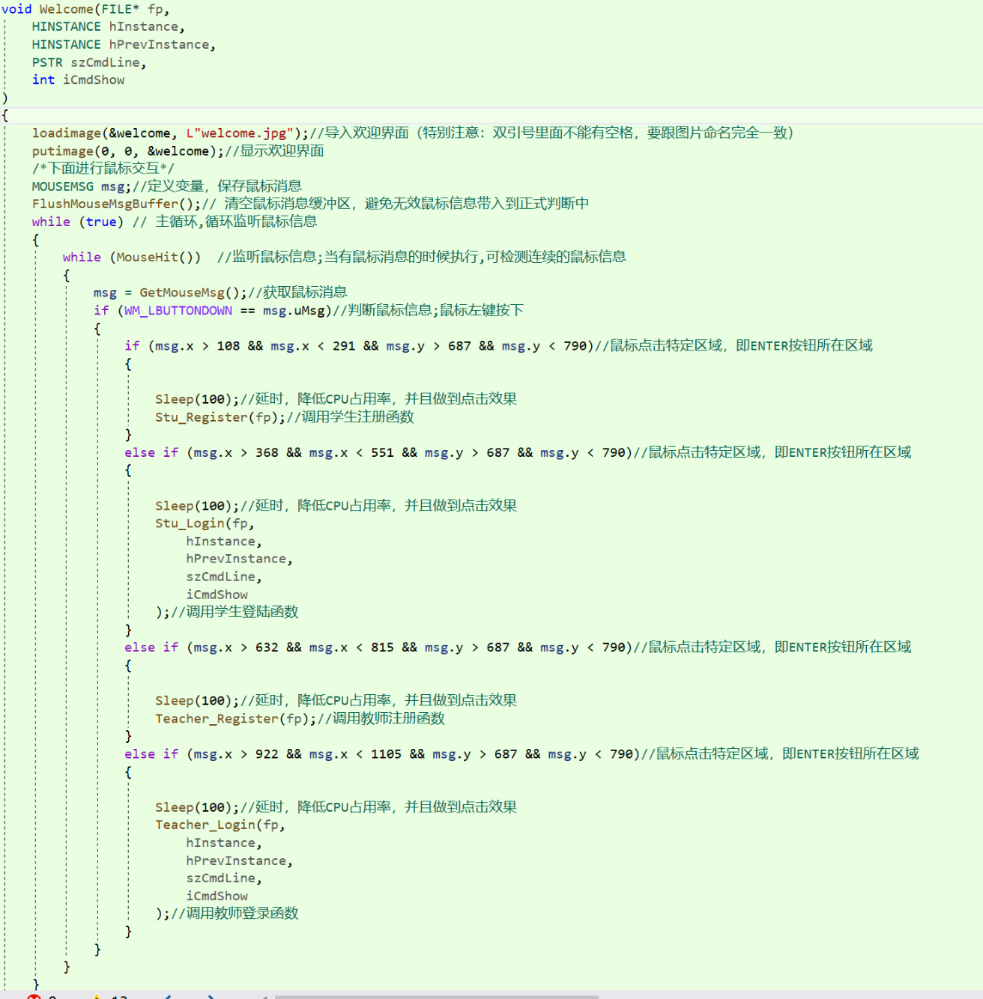 void Welcome(FILE* fp,
    HINSTANCE hInstance,
    HINSTANCE hPrevInstance,
    PSTR szCmdLine,
    int iCmdShow
)
{
    loadimage(&welcome, L"welcome.jpg");//导入欢迎界面（特别注意：双引号里面不能有空格，要跟图片命名完全一致）
    putimage(0, 0, &welcome);//显示欢迎界面
    /*下面进行鼠标交互*/
    MOUSEMSG msg;//定义变量，保存鼠标消息
    FlushMouseMsgBuffer();// 清空鼠标消息缓冲区，避免无效鼠标信息带入到正式判断中
    while (true) // 主循环,循环监听鼠标信息
    {
        while (MouseHit())  //监听鼠标信息;当有鼠标消息的时候执行,可检测连续的鼠标信息
        {
            msg = GetMouseMsg();//获取鼠标消息
            if (WM_LBUTTONDOWN == msg.uMsg)//判断鼠标信息;鼠标左键按下
            {
                if (msg.x > 108 && msg.x < 291 && msg.y > 687 && msg.y < 790)//鼠标点击特定区域，即ENTER按钮所在区域
                {
                    Sleep(100);//延时，降低CPU占用率，并且做到点击效果
                    Stu_Register(fp);//调用学生注册函数
                }
                else if (msg.x > 368 && msg.x < 551 && msg.y > 687 && msg.y < 790)//鼠标点击特定区域，即ENTER按钮所在区域
                {
                    Sleep(100);//延时，降低CPU占用率，并且做到点击效果
                    Stu_Login(fp,
                        hInstance,
                        hPrevInstance,
                        szCmdLine,
                        iCmdShow
                    );//调用学生登陆函数
                }
                else if (msg.x > 632 && msg.x < 815 && msg.y > 687 && msg.y < 790)//鼠标点击特定区域，即ENTER按钮所在区域
                {
                    Sleep(100);//延时，降低CPU占用率，并且做到点击效果
                    Teacher_Register(fp);//调用教师注册函数
                }
                else if (msg.x > 922 && msg.x < 1105 && msg.y > 687 && msg.y < 790)//鼠标点击特定区域，即ENTER按钮所在区域
                {
                    Sleep(100);//延时，降低CPU占用率，并且做到点击效果
                    Teacher_Login(fp,
                        hInstance,
                        hPrevInstance,
                        szCmdLine,
                        iCmdShow
                    );//调用教师登录函数
                }
            }
        }
    }